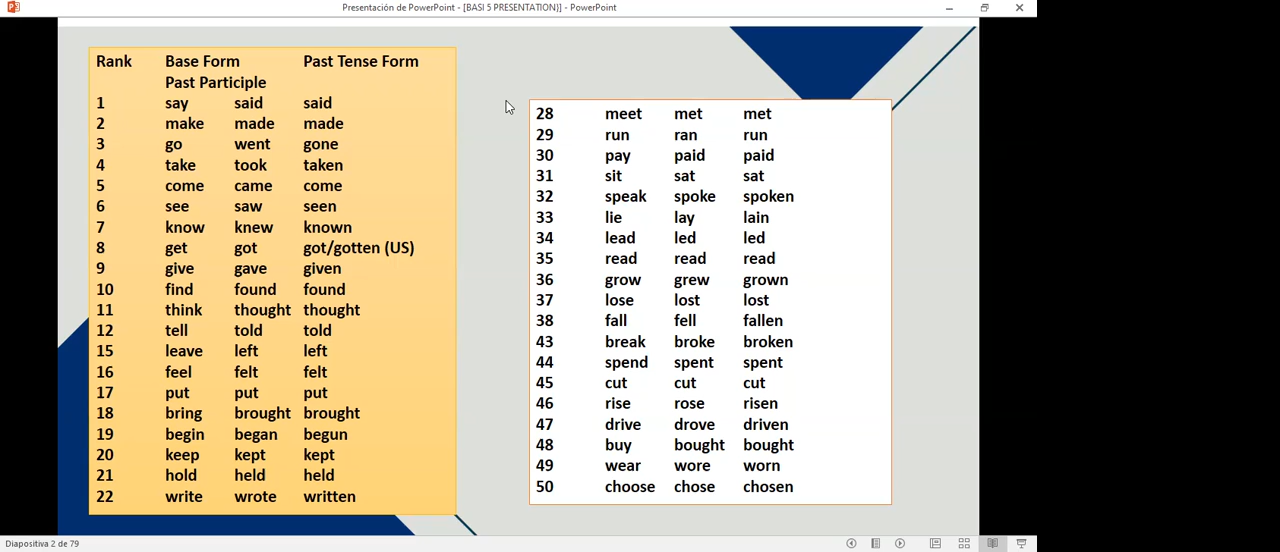 Presentación de PowerPoint - [BASI 5 PRESENTATION)] - PowerPoint
Rank Base Form Past Tense Form
Past Participle
1 say said said
2 make made made
3 go went gone
4 take took taken
5 come came come
6 see saw seen
7 know knew known
8 get got got/gotten (US)
9 give gave given
10 find found found
11 think thought thought
12 tell told told
15 leave left left
16 feel felt felt
17 put put put
18 bring brought brought
19 begin began begun
20 keep kept kept
21 hold held held
22 write wrote written
28 meet met met
29 run ran run
30 pay paid paid
31 sit sat sat
32 speak spoke spoken
33 lie lay lain
34 lead led led
35 read read read
36 grow grew grown
37 lose lost lost
38 fall fell fallen
43 break broke broken
44 spend spent spent
45 cut cut cut
46 rise rose risen
47 drive drove driven
48 buy bought bought
49 wear wore worn
50 choose chose chosen
Diapositiva 2 de 79